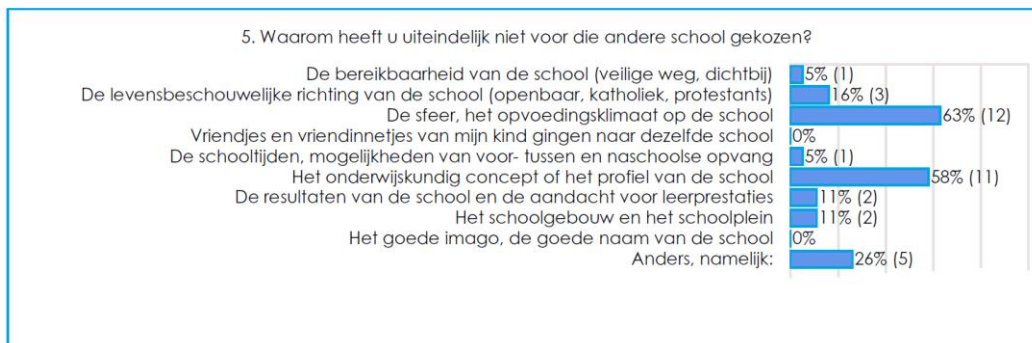 5. Waarom heeft u uiteindelijk niet voor die andere school gekozen?
De bereikbaarheid van de school (veilige weg, dichtbij) 5% (1)
De levensbeschouwelijke richting van de school (openbaar, katholiek, protestants) 16% (3)
De sfeer, het opvoedingsklimaat op de school 63% (12)
Vriendjes en vriendinnetjes van mijn kind gingen naar dezelfde school 0%
De schooltijden, mogelijkheden van voor- tussen en naschoolse opvang 5% (1)
Het onderwijskundig concept of het profiel van de school 58% (11)
De resultaten van de school en de aandacht voor leerprestaties 11% (2)
Het schoolgebouw en het schoolplein 11% (2)
Het goede imago, de goede naam van de school 0%
Anders, namelijk: 26% (5)